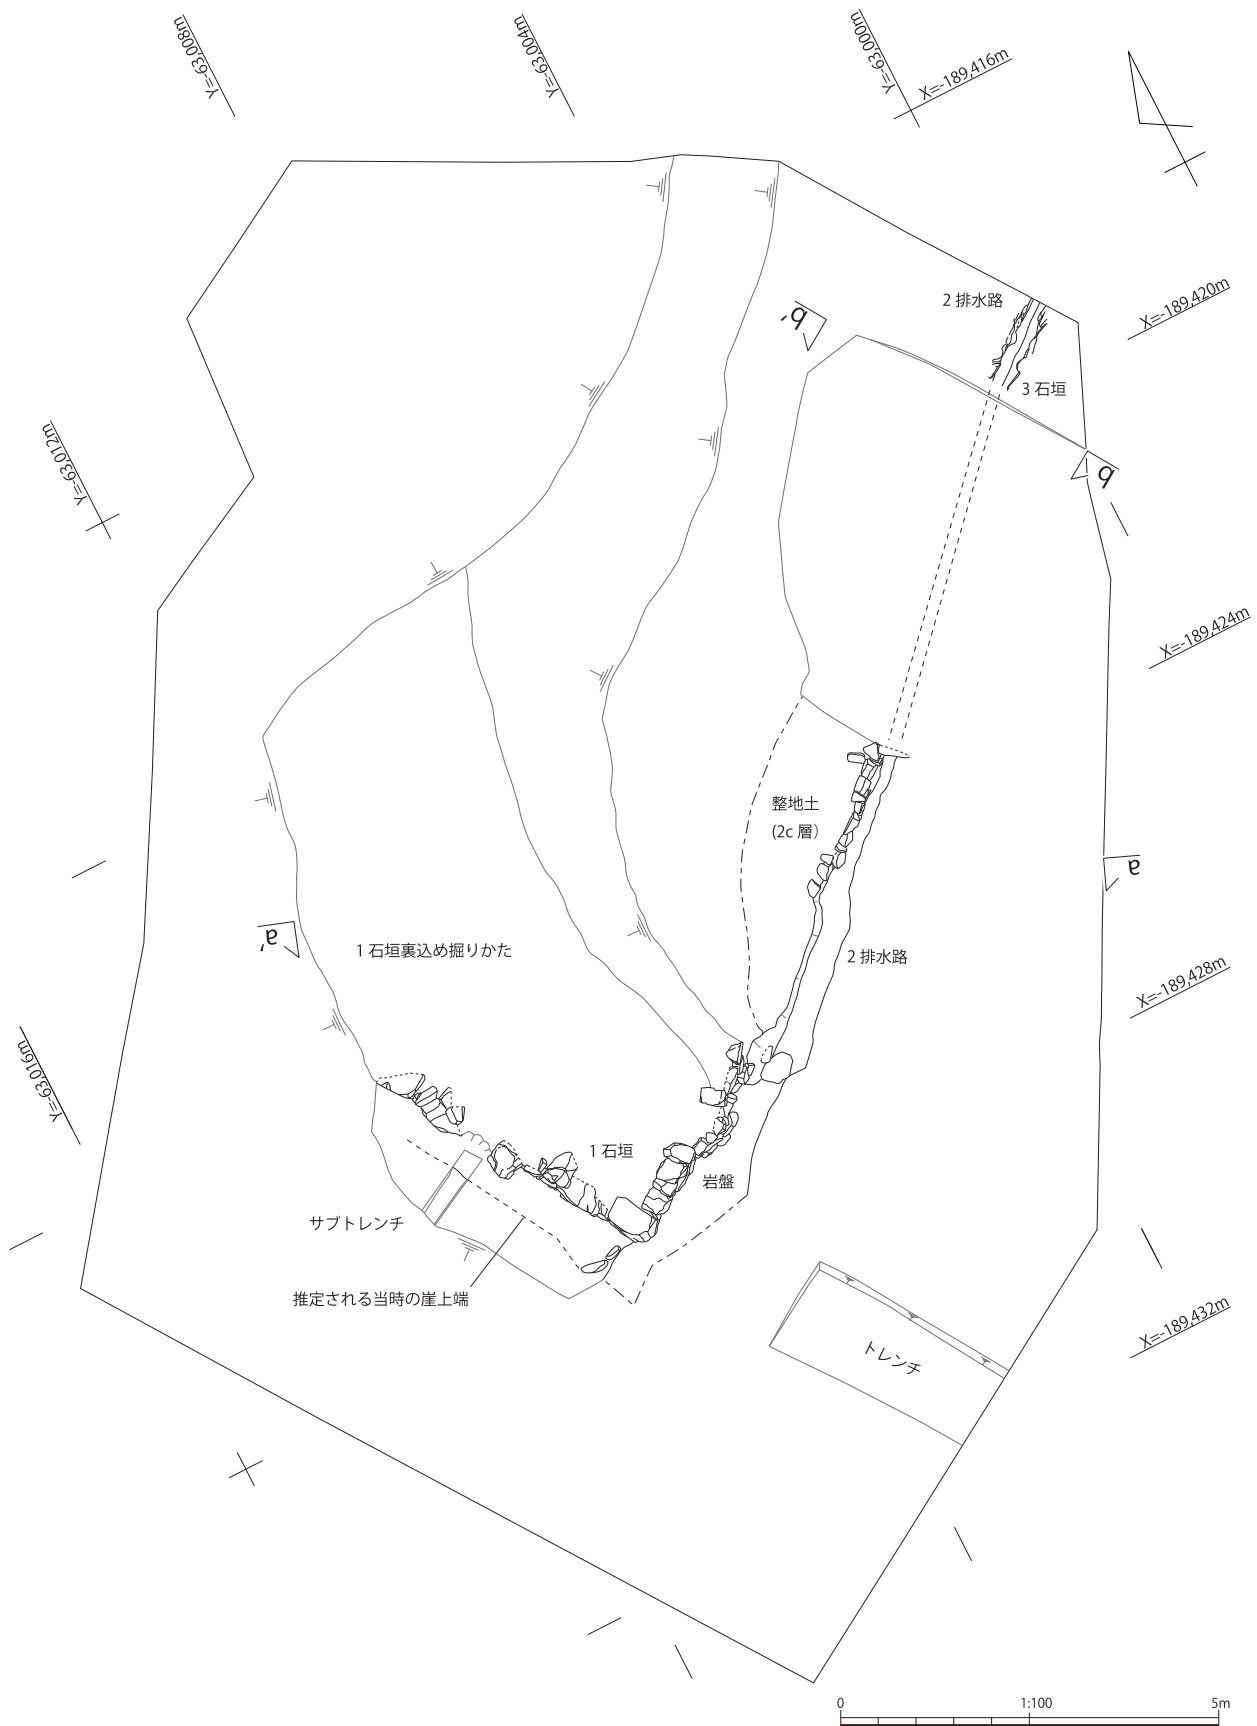 Y=-63,008m
Y=-63,004m
Y=-63,000m
X=-189,416m
2 排水路
X=-189,420m
b'
3 石垣
Y=-63,012m
b
X=-189,424m
整地土
(2c 層)
a
a'
1 石垣裏込め掘りかた
2 排水路
X=-189,428m
Y=-63,016m
1 石垣
岩盤
サブトレンチ
推定される当時の崖上端
X=-189,432m
トレンチ
0 1:100 5m